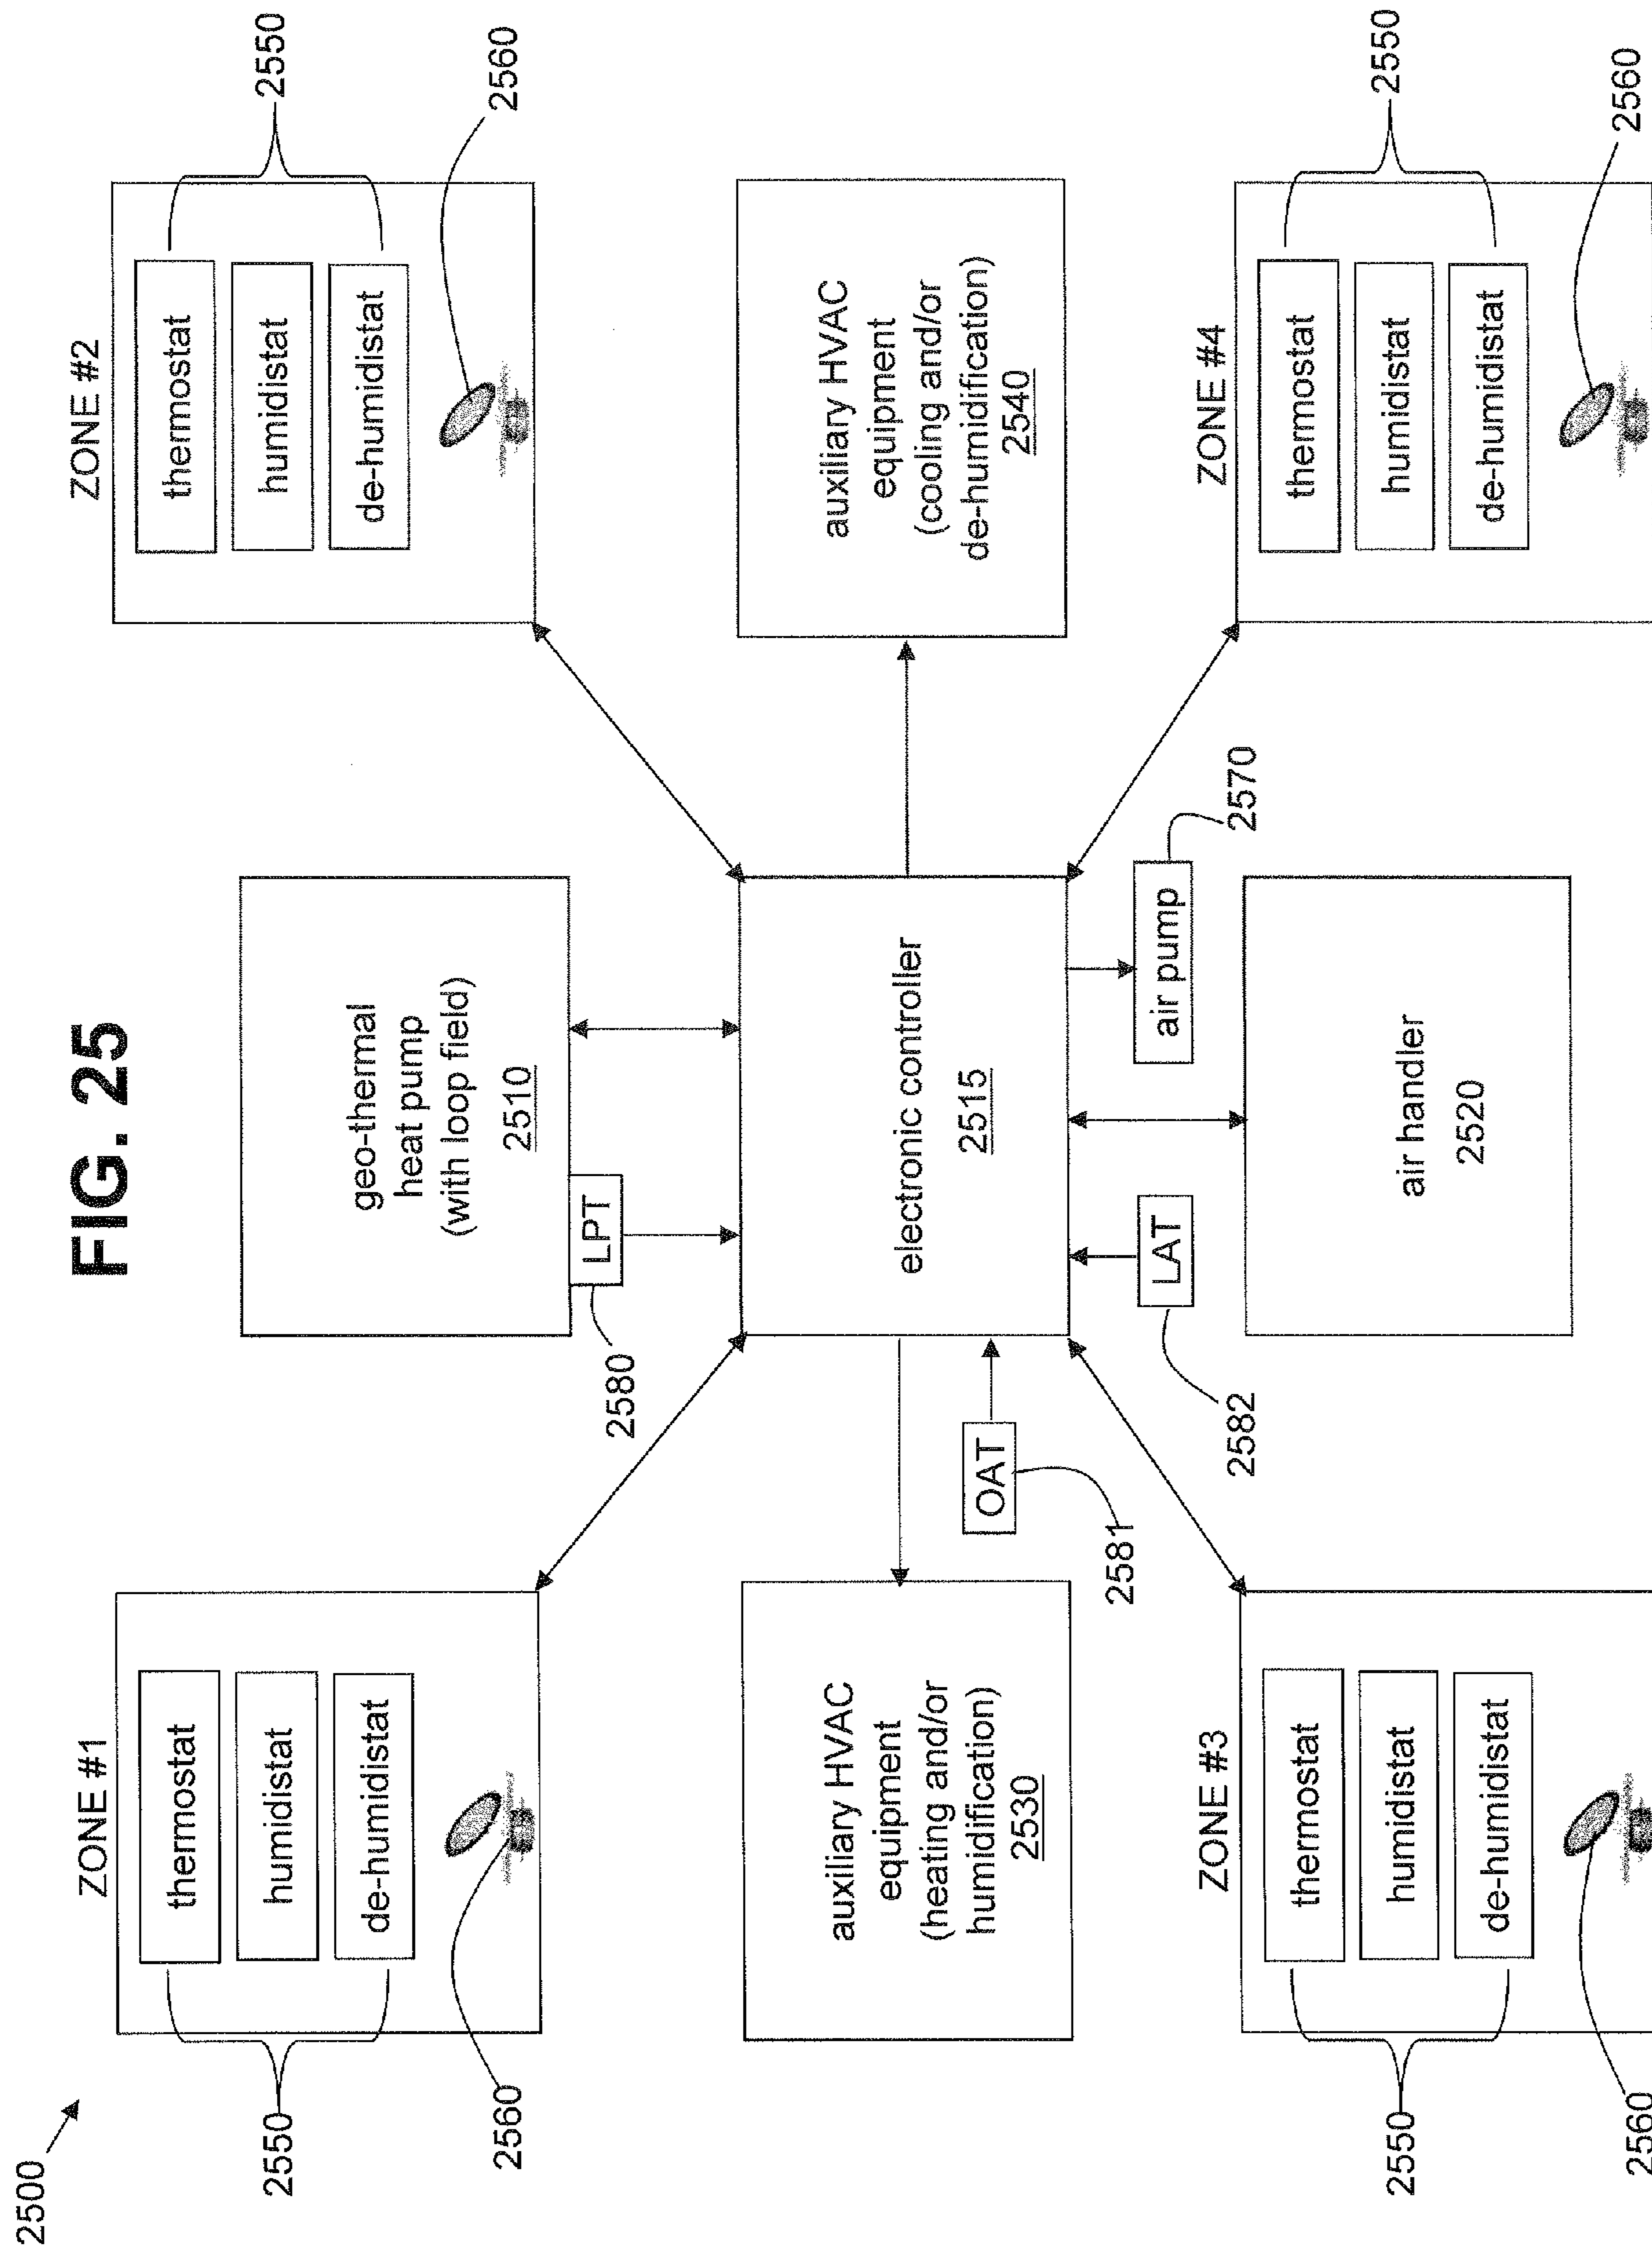 FIG. 25
2500
ZONE #1
thermostat
humidistat
de-humidistat
2550
2560
geo-thermal
heat pump
(with loop field)
2510
LPT
2580
ZONE #2
thermostat
humidistat
de-humidistat
2550
2560
auxiliary HVAC
equipment
(heating and/or
humidification)
2530
OAT
2581
electronic controller
2515
auxiliary HVAC
equipment
(cooling and/or
de-humidification)
2540
LAT
2582
air pump
2570
ZONE #3
thermostat
humidistat
de-humidistat
2550
2560
air handler
2520
ZONE #4
thermostat
humidistat
de-humidistat
2550
2560